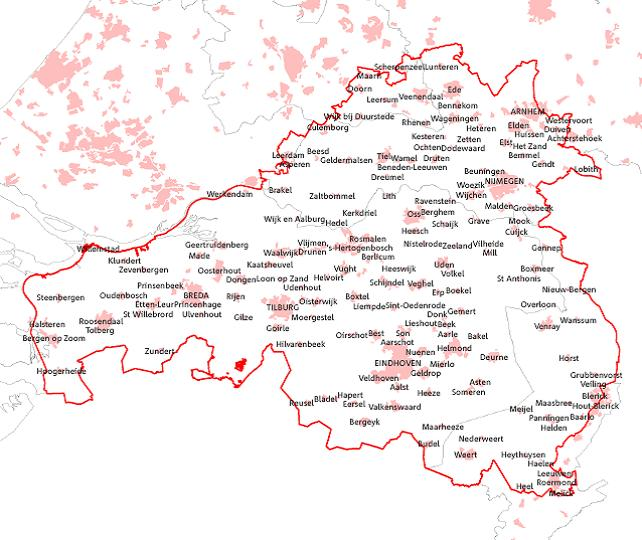 Scherpenzeel Lunteren
Maarn
Doorn
Ede
Leersum Veenendaal
Bennekom
ARNHEM
Wijk bij Duurstede
Wageningen
Westervoort
Rhenen
Culemborg
Heteren
Elden
Duiven
Kesteren
Zetten
Huissen
Achterstehoek
Elst
Ochten Dodewaard
Het Zand
Beesd
Leerdam
Tiel Wamel Druten
Bemmel
Geldermalsen
Asperen
Beneden-Leeuwen
Gendt
Lobith
Beuningen
Dreumel
NIJMEGEN
Woezik
Werkendam
Brakel
Zaltbommel
Lith
Wijchen
Ravenstein
Malden Groesbeek
Kerkdriel
Oss Berghem
Wijk en Aalburg
Hedel
Schaijk
Grave
Mook
Heesch
Cuijck
Vlijmen
Rosmalen
Geertruidenberg
's-Hertogenbosch
Nistelrode Zeeland
Vilheide
Willemstad
Gennep
Waalwijk Drunen
Mill
Made
Berlicum
Klundert
Kaatsheuvel
Uden
Zevenbergen
Oosterhout
Vught
Heeswijk
Volkel
Boxmeer
Dongen Loon op Zand
Helvoirt
St Anthonis
Prinsenbeek
Udenhout
Schijndel
Veghel
Nieuw-Bergen
Steenbergen
Oudenbosch
BREDA
Rijen
Boxtel
Erp Boekel
Etten-Leur Princenhage
Oisterwijk
Liempde Sint-Oedenrode
Overloon
TILBURG
St Willebrord
Ulvenhout
Gilze
Moergestel
Donk Gemert
Roosendaal
Wanssum
Halsteren
Lieshout Beek
Venray
Tolberg
Goirle
Bergen op Zoom
Oirschot Best
Son
Aarle
Bakel
Hilvarenbeek
Aarschot
Zundert
Nuenen
Helmond
Deurne
Horst
EINDHOVEN
Mierlo
Hoogerheide
Geldrop
Grubbenvorst
Veldhoven
Asten
Velling
Aalst
Heeze
Someren
Hapert
Blerick
Reusel
Bladel
Eersel
Maasbree
Valkenswaard
Meijel
Hout-Blerick
Panningen
Baarlo
Bergeyk
Maarheeze
Helden
Nederweert
Budel
Weert
Heythuysen
Haelen
Leeuwen
Roermond
Heel
Melick